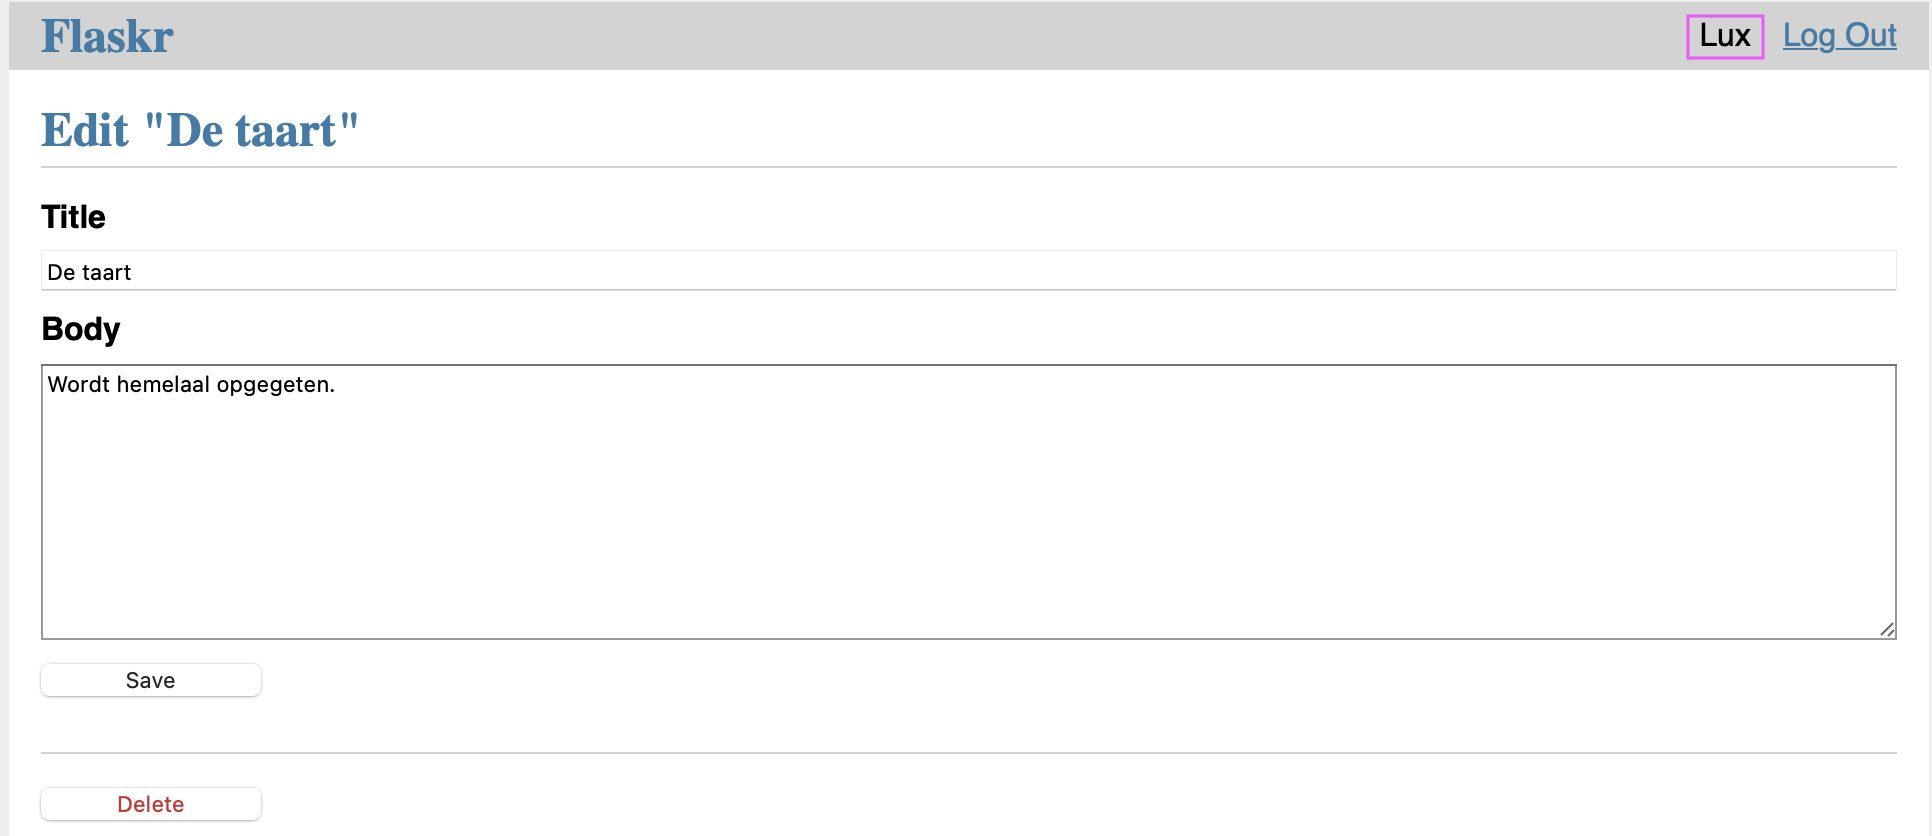 Flaskr
Lux Log Out
Edit "De taart"
Title
De taart
Body
Wordt hemelaal opgegeten.
Save
Delete